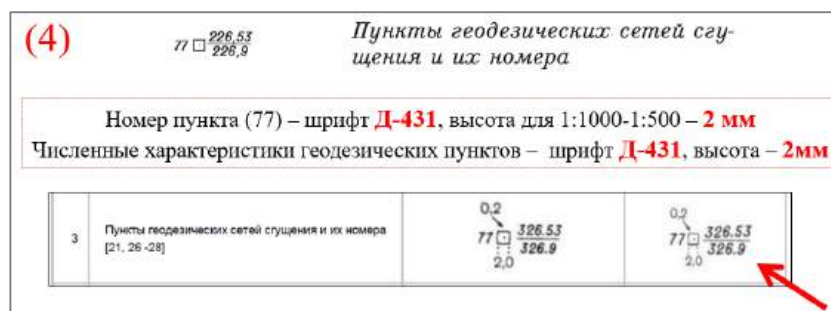 (4)
77 226,53
226,9
Пункты геодезических сетей сгу-
щения и их номера
Номер пункта (77) – шрифт Д-431, высота для 1:1000-1:500 – 2 мм
Численные характеристики геодезических пунктов – шрифт Д-431, высота – 2мм
3
Пункты геодезических сетей сгущения и их номера
[21, 26 -28]
0,2
77 326.53
326.9
2,0
0,2
77 326.53
326.9
2,0